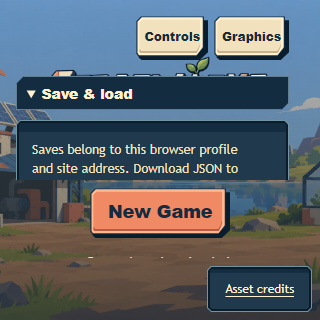 Controls Graphics
▼ Save & load
Saves belong to this browser profile
and site address. Download JSON to
New Game
Asset credits